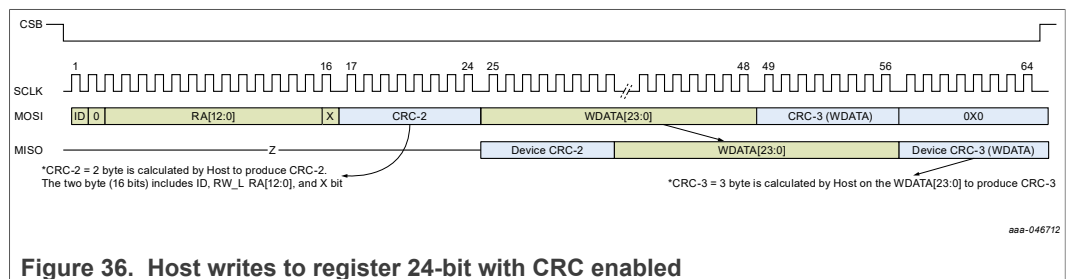 CSB
1 16 17 24 25 48 49 56 64
SCLK
MOSI ID 0 RA[12:0] X CRC-2 WDATA[23:0] CRC-3 (WDATA) 0X0
MISO Z Device CRC-2 WDATA[23:0] Device CRC-3 (WDATA)
*CRC-2 = 2 byte is calculated by Host to produce CRC-2.
The two byte (16 bits) includes ID, RW_L RA[12:0], and X bit
*CRC-3 = 3 byte is calculated by Host on the WDATA[23:0] to produce CRC-3
aaa-046712
Figure 36. Host writes to register 24-bit with CRC enabled